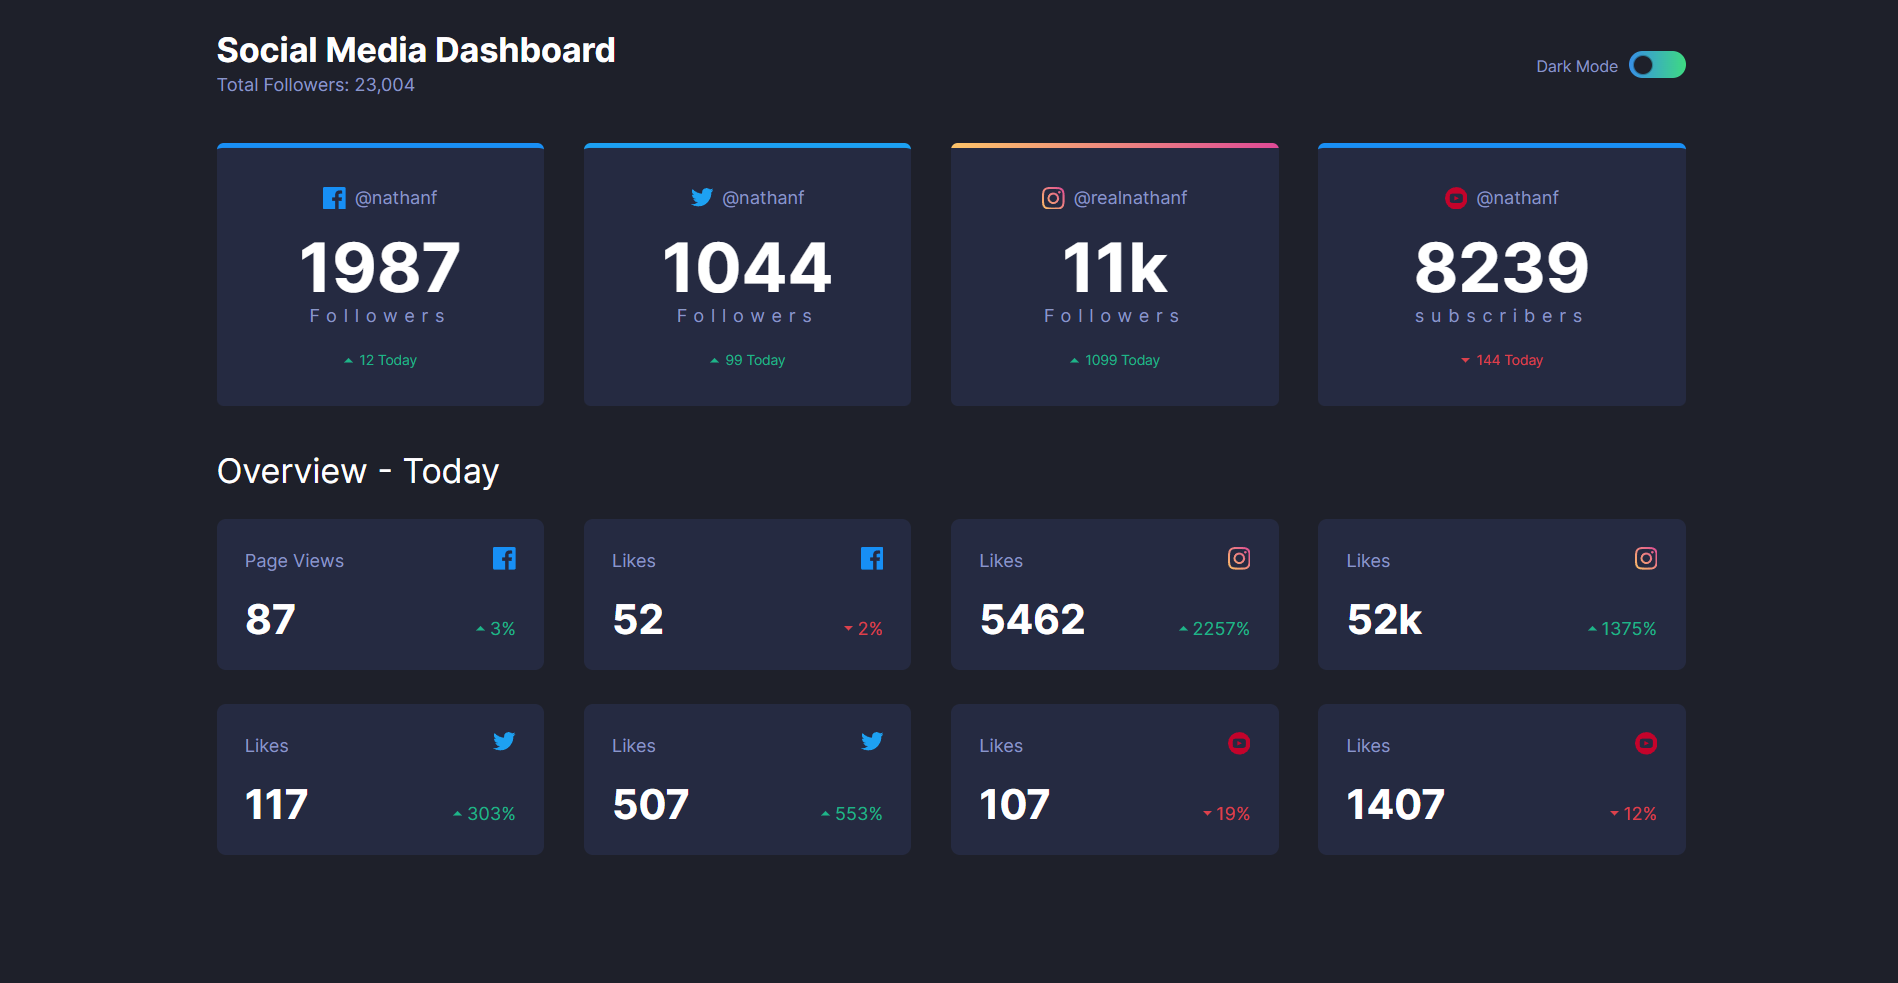 Social Media Dashboard
Total Followers: 23,004
Dark Mode
@nathanf
1987
Followers
12 Today
@nathanf
1044
Followers
99 Today
@realnathanf
11k
Followers
1099 Today
@nathanf
8239
subscribers
144 Today
Overview - Today
Page Views
87
3%
Likes
52
2%
Likes
5462
2257%
Likes
52k
1375%
Likes
117
303%
Likes
507
553%
Likes
107
19%
Likes
1407
12%